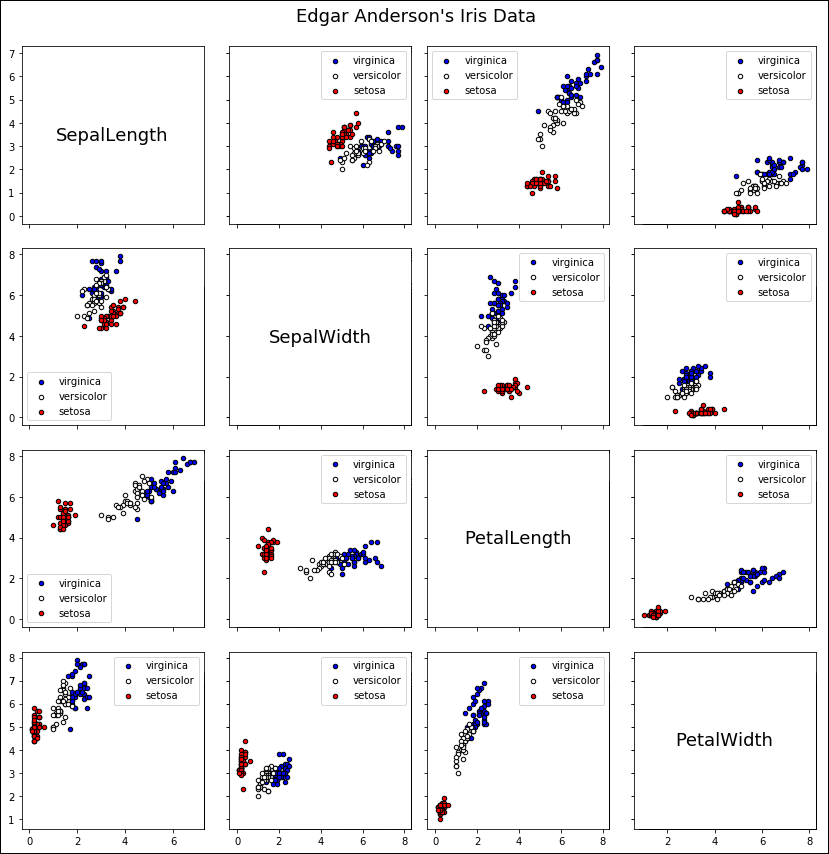 Edgar Anderson's Iris Data
7
6
5
4
3
2
1
0
SepalLength
virginica
versicolor
setosa
virginica
versicolor
setosa
virginica
versicolor
setosa
8
6
4
2
0
virginica
versicolor
setosa
SepalWidth
virginica
versicolor
setosa
virginica
versicolor
setosa
8
6
4
2
0
virginica
versicolor
setosa
virginica
versicolor
setosa
PetalLength
virginica
versicolor
setosa
8
7
6
5
4
3
2
1
virginica
versicolor
setosa
virginica
versicolor
setosa
virginica
versicolor
setosa
PetalWidth
0 2 4 6
0 2 4 6 8
0 2 4 6 8
2 4 6 8